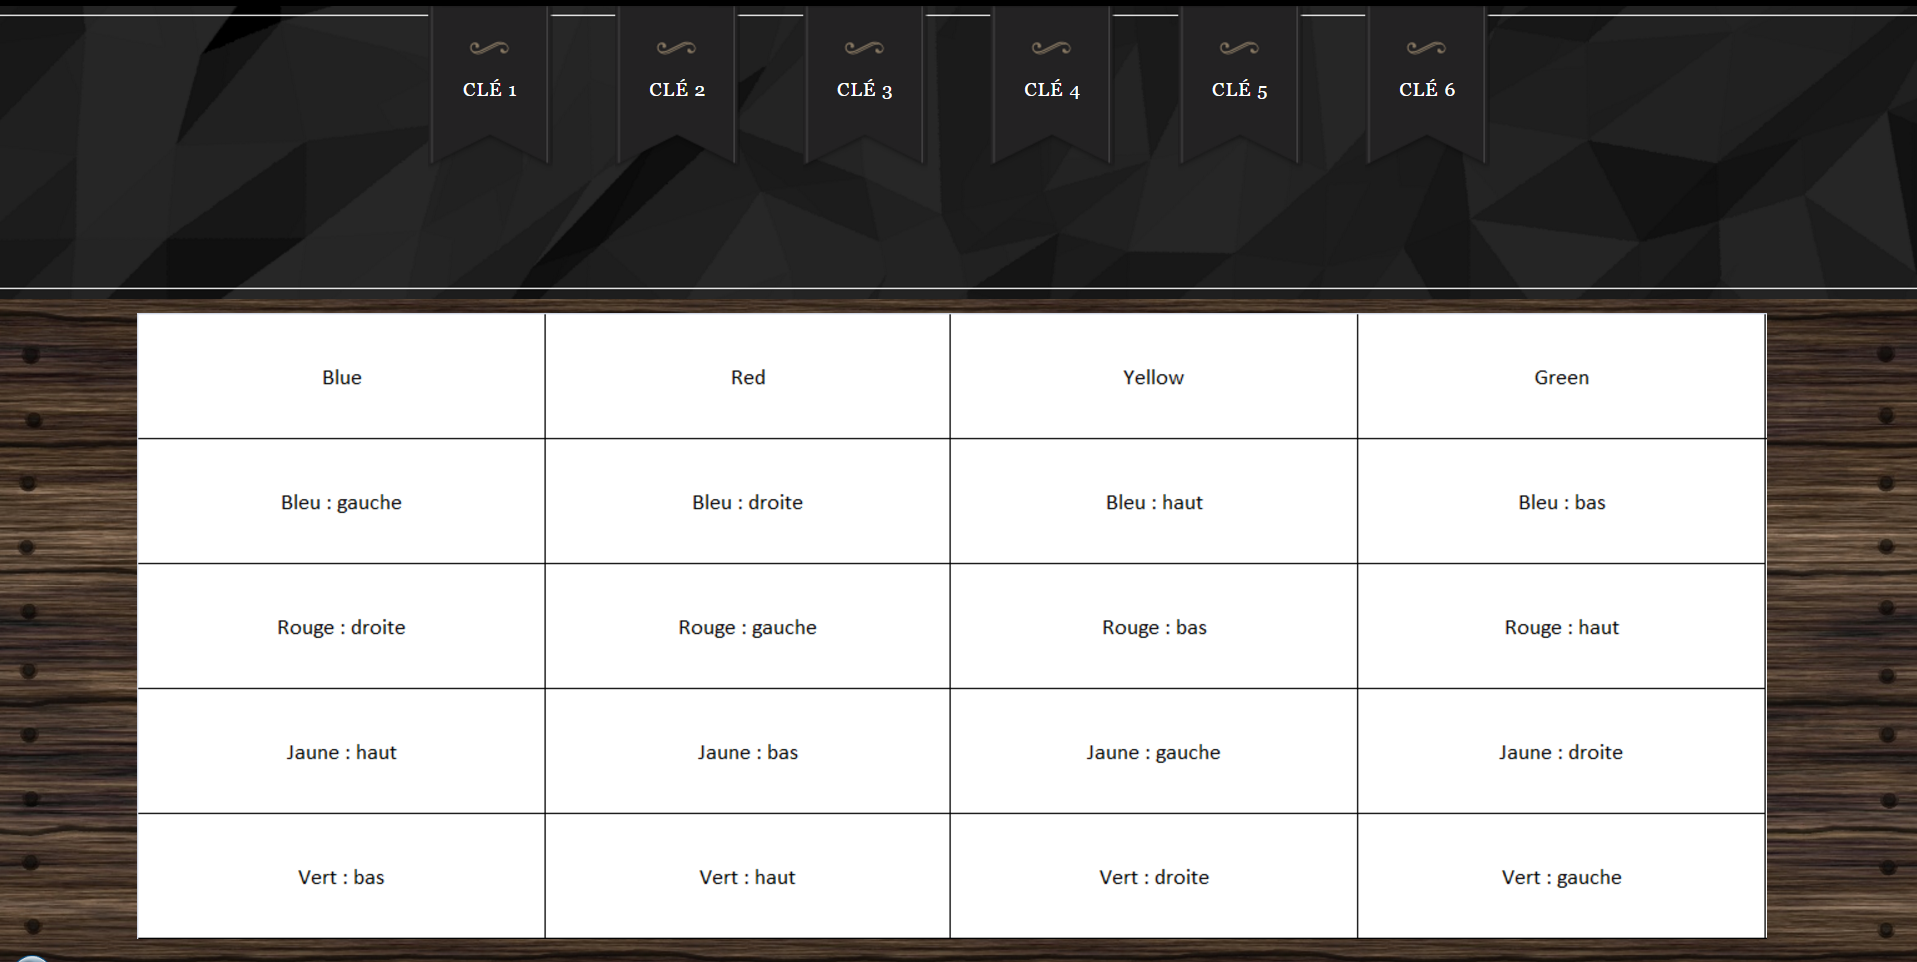 CLÉ 1
CLÉ 2
CLÉ 3
CLÉ 4
CLÉ 5
CLÉ 6
Blue Red Yellow Green
Bleu : gauche Bleu : droite Bleu : haut Bleu : bas
Rouge : droite Rouge : gauche Rouge : bas Rouge : haut
Jaune : haut Jaune : bas Jaune : gauche Jaune : droite
Vert : bas Vert : haut Vert : droite Vert : gauche